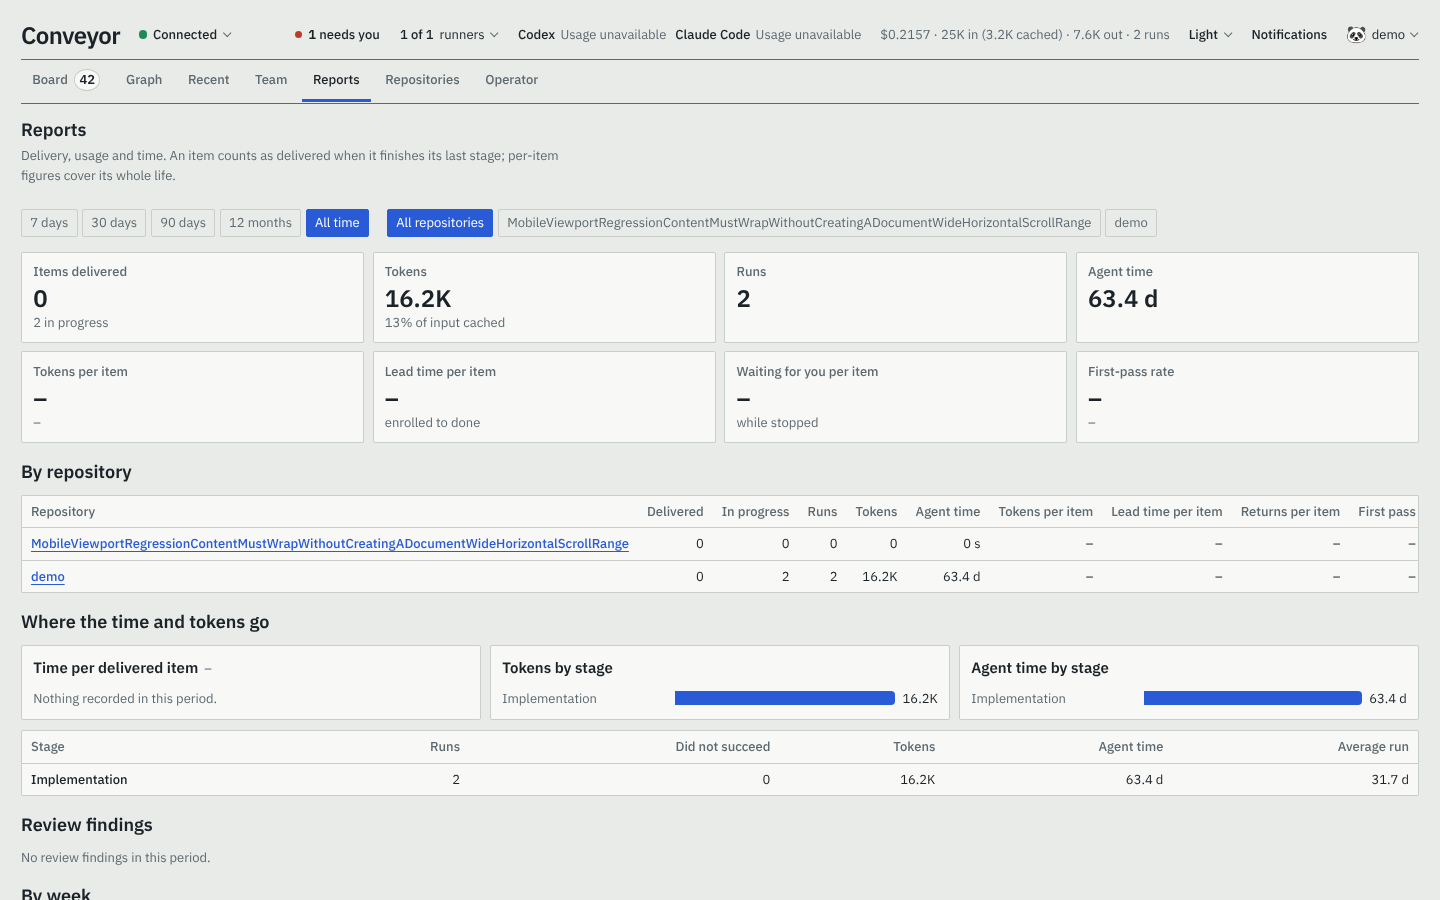 Conveyor
Connected
1 needs you
1 of 1 runners
Codex Usage unavailable
Claude Code Usage unavailable
$0.2157 · 25K in (3.2K cached) · 7.6K out · 2 runs
Light
Notifications
demo
Board 42
Graph
Recent
Team
Reports
Repositories
Operator
Reports
Delivery, usage and time. An item counts as delivered when it finishes its last stage; per-item
figures cover its whole life.
7 days
30 days
90 days
12 months
All time
All repositories
MobileViewportRegressionContentMustWrapWithoutCreatingADocumentWideHorizontalScrollRange
demo
Items delivered
0
2 in progress
Tokens
16.2K
13% of input cached
Runs
2
Agent time
63.4 d
Tokens per item
–
–
Lead time per item
–
enrolled to done
Waiting for you per item
–
while stopped
First-pass rate
–
–
By repository
Repository Delivered In progress Runs Tokens Agent time Tokens per item Lead time per item Returns per item First pass
MobileViewportRegressionContentMustWrapWithoutCreatingADocumentWideHorizontalScrollRange 0 0 0 0 0 s – – – –
demo 0 2 2 16.2K 63.4 d – – – –
Where the time and tokens go
Time per delivered item –
Nothing recorded in this period.
Tokens by stage
Implementation 16.2K
Agent time by stage
Implementation 63.4 d
Stage Runs Did not succeed Tokens Agent time Average run
Implementation 2 0 16.2K 63.4 d 31.7 d
Review findings
No review findings in this period.
By week